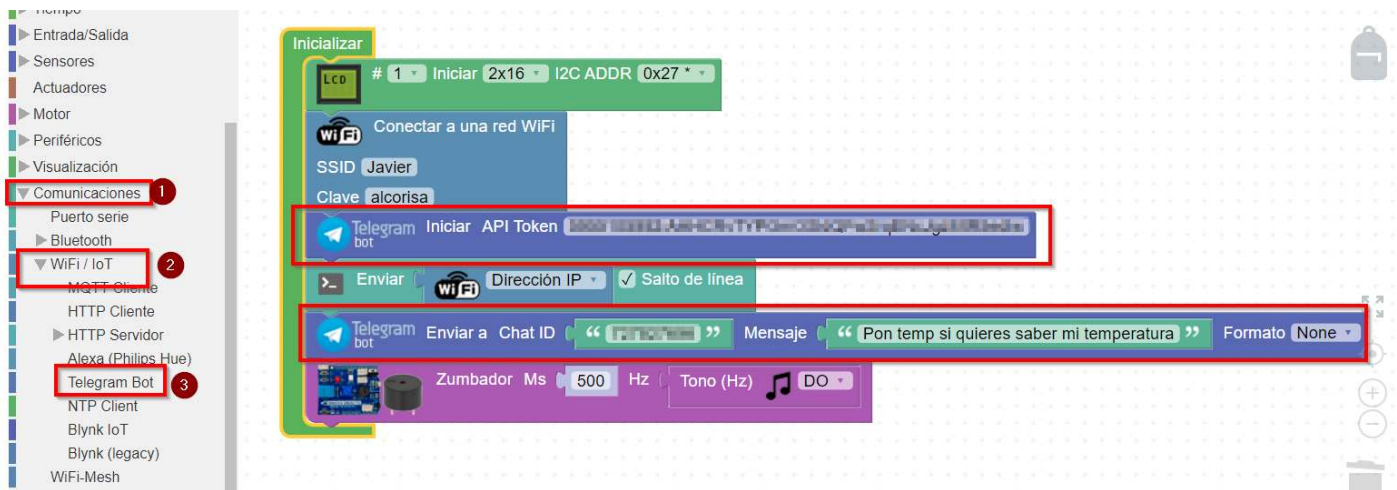 Tiempo
Entrada/Salida
Sensores
Actuadores
Motor
Periféricos
Visualización
Comunicaciones 1
Puerto serie
Bluetooth
WiFi / IoT 2
MQTT Cliente
HTTP Cliente
HTTP Servidor
Alexa (Philips Hue)
Telegram Bot 3
NTP Client
Blynk IoT
Blynk (legacy)
WiFi-Mesh
Inicializar
LCD # 1 Iniciar 2x16 I2C ADDR 0x27 *
WiFi Conectar a una red WiFi
SSID Javier
Clave alcorisa
Telegram bot Iniciar API Token
>_ Enviar WiFi Dirección IP ✓ Salto de línea
Telegram bot Enviar a Chat ID “ ” Mensaje “ Pon temp si quieres saber mi temperatura ” Formato None
Zumbador Ms 500 Hz Tono (Hz) DO